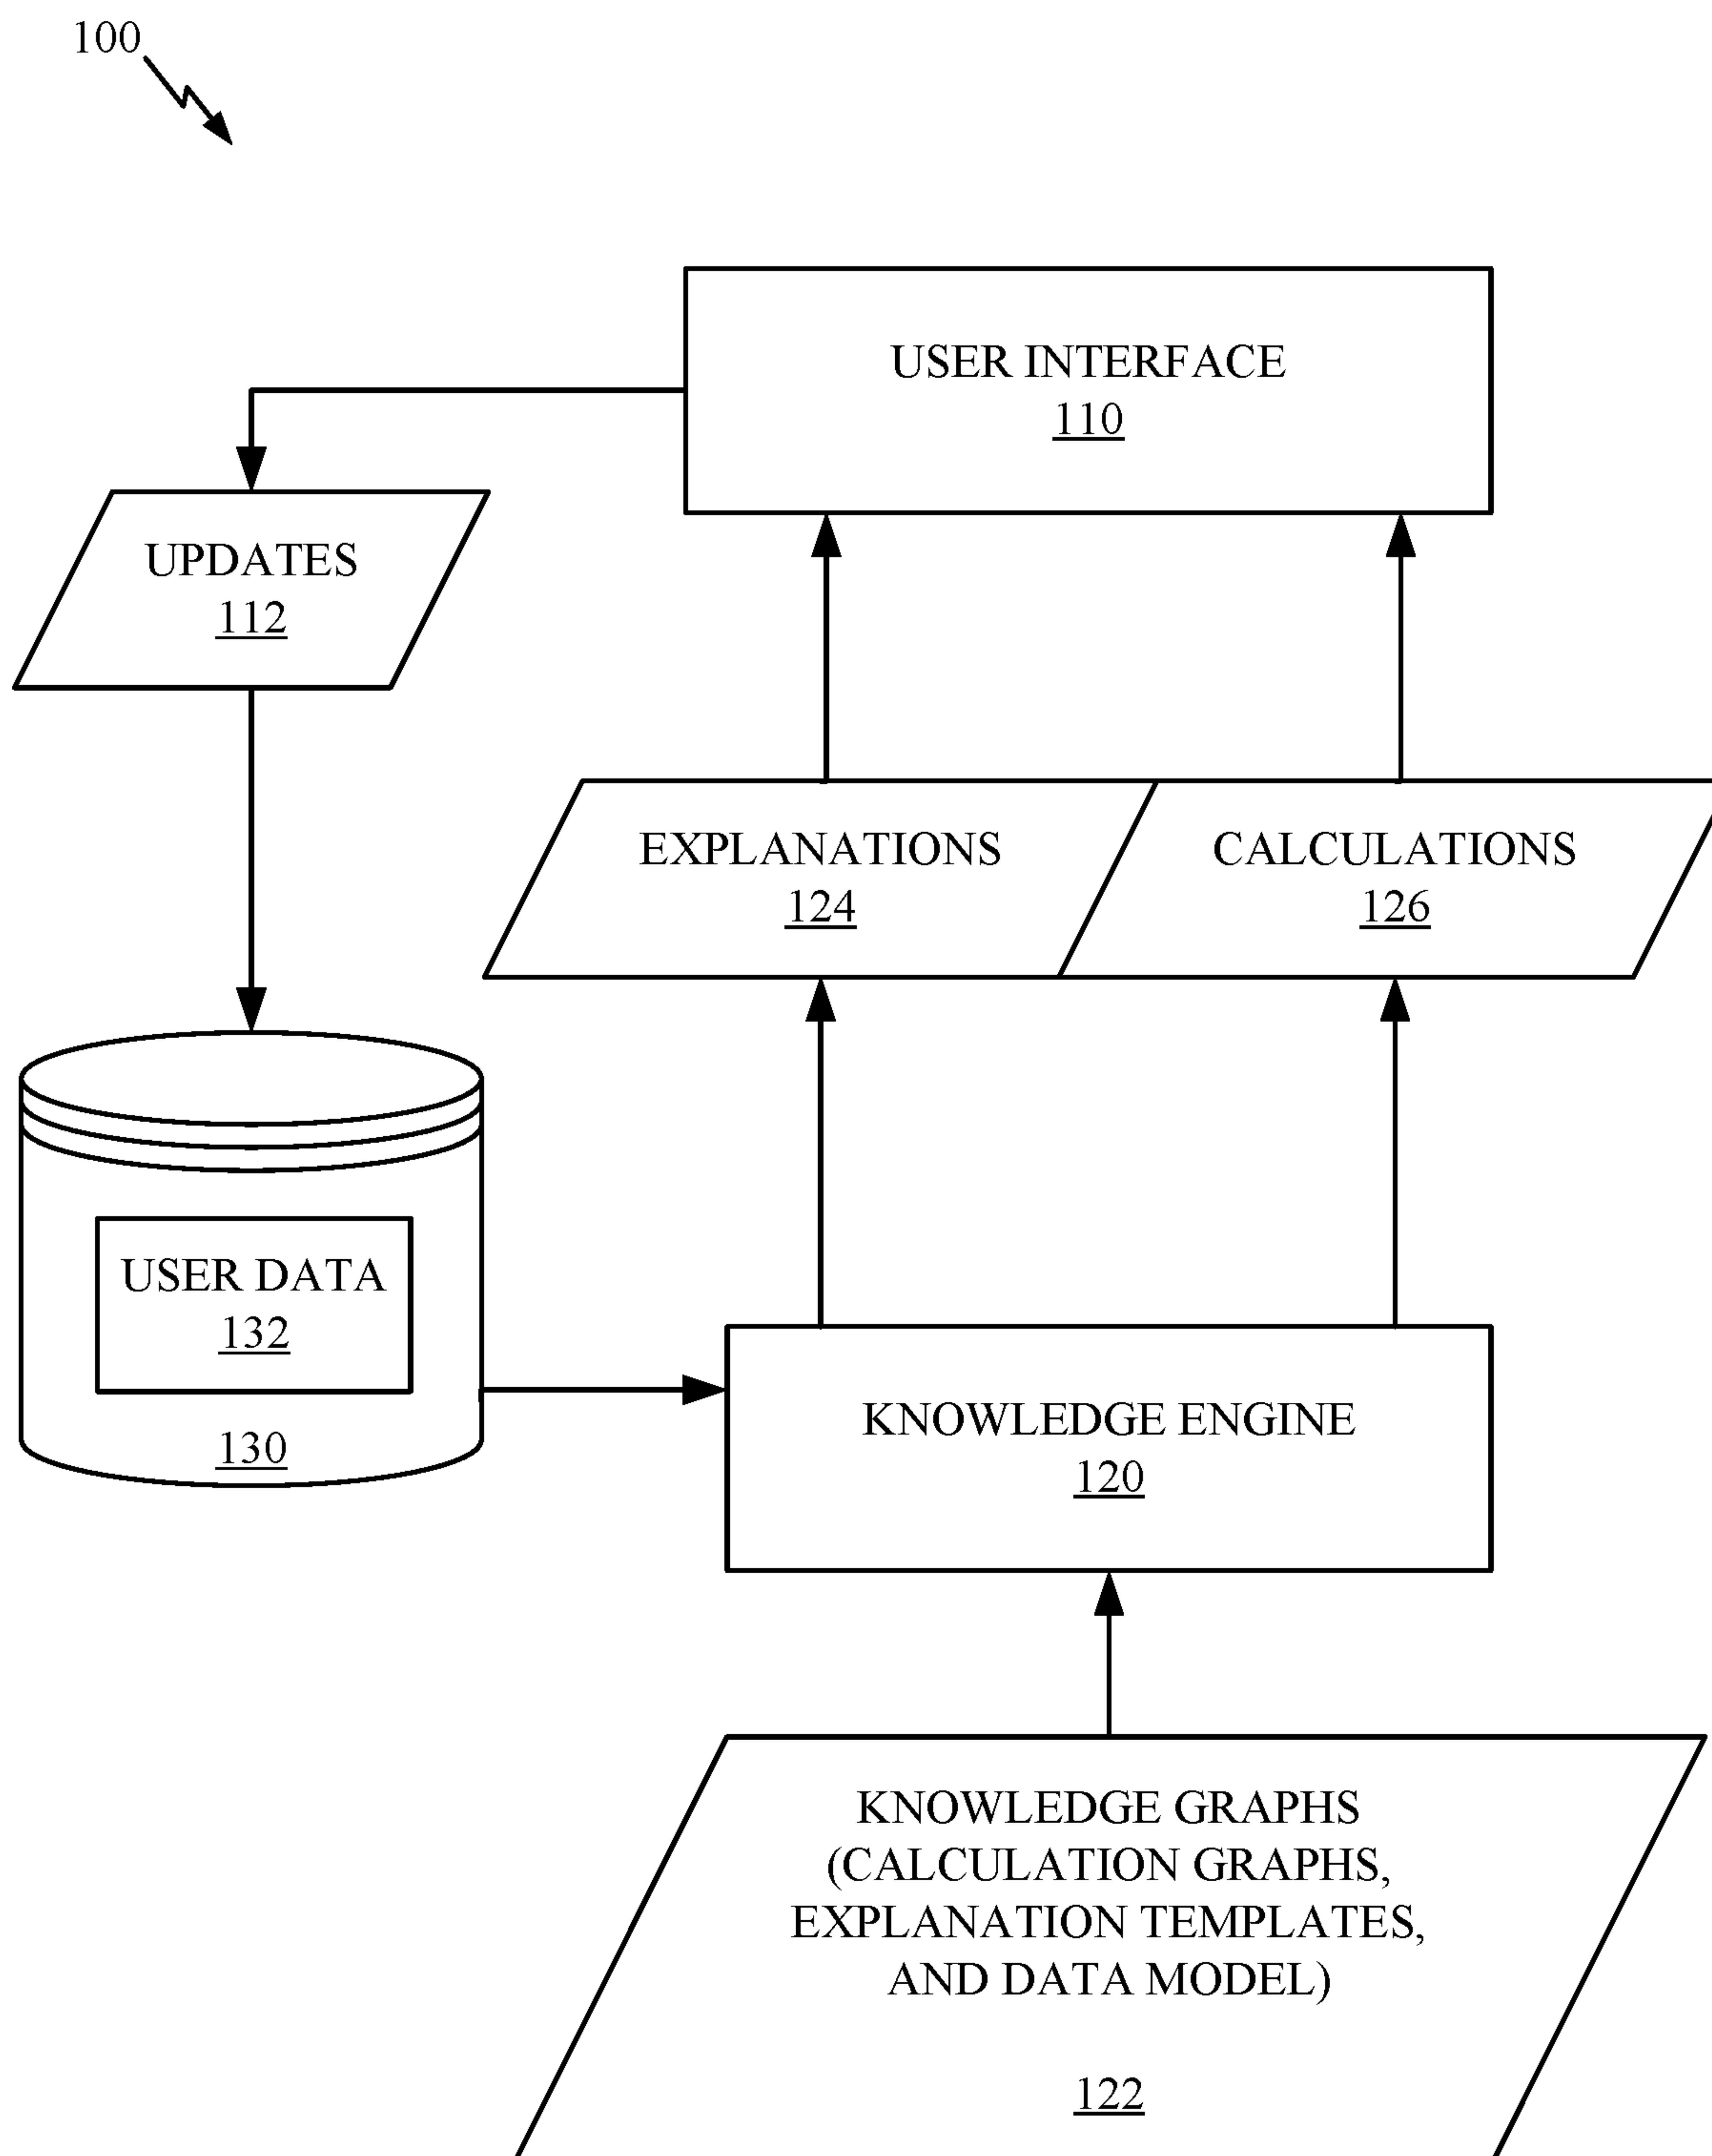 100
USER INTERFACE
110
UPDATES
112
EXPLANATIONS
124
CALCULATIONS
126
USER DATA
132
130
KNOWLEDGE ENGINE
120
KNOWLEDGE GRAPHS
(CALCULATION GRAPHS,
EXPLANATION TEMPLATES,
AND DATA MODEL)
122